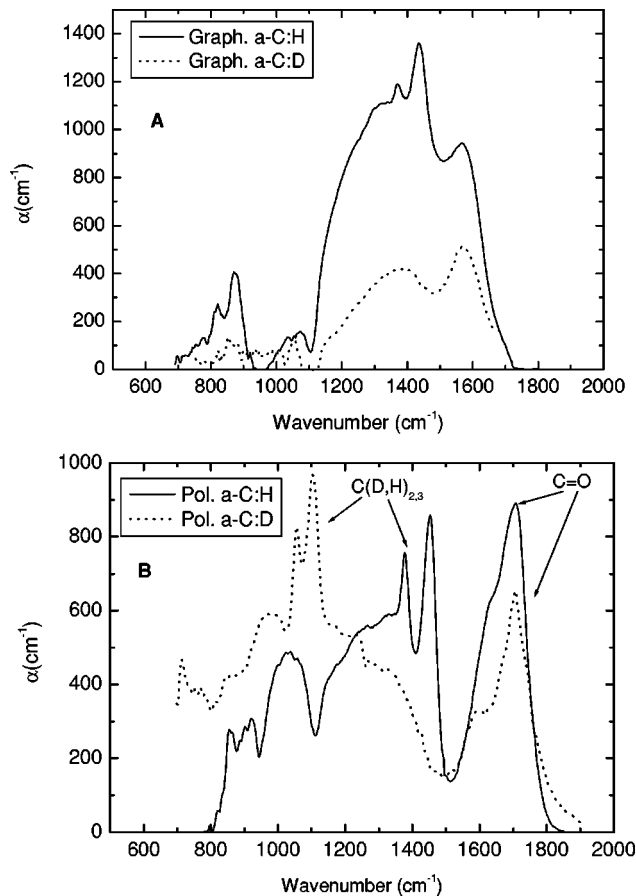 1400
Graph. a-C:H
Graph. a-C:D
1200
1000
A
800
α(cm⁻¹)
600
400
200
0
600 800 1000 1200 1400 1600 1800 2000
Wavenumber (cm⁻¹)
1000
Pol. a-C:H
Pol. a-C:D
C(D,H)₂,₃
C=O
800
B
600
α(cm⁻¹)
400
200
0
600 800 1000 1200 1400 1600 1800 2000
Wavenumber (cm⁻¹)